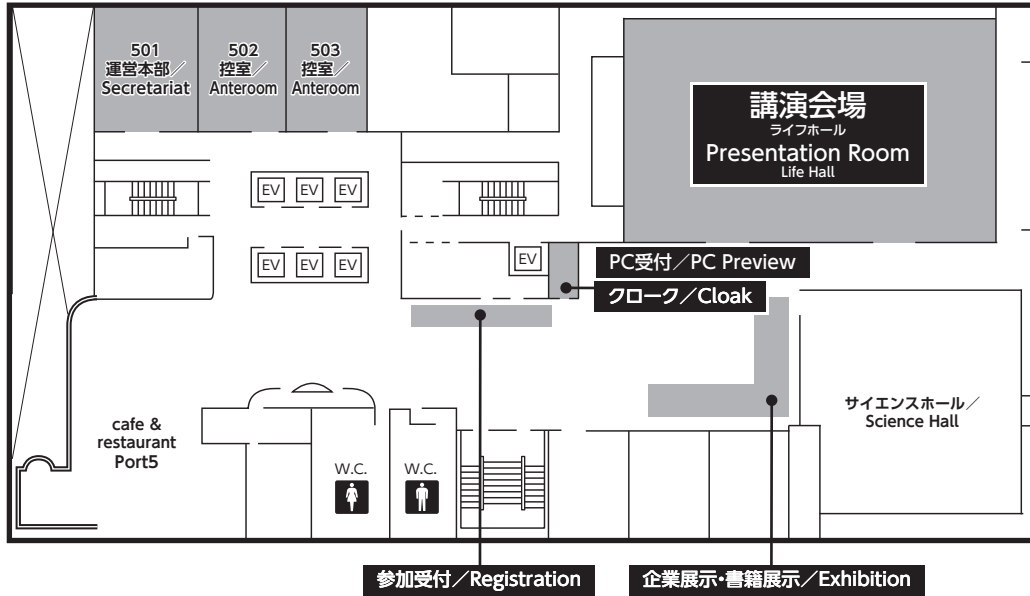 501
運営本部／
Secretariat
502
控室／
Anteroom
503
控室／
Anteroom
講演会場
ライフホール
Presentation Room
Life Hall
EV
EV
EV
EV
EV
EV
EV
PC受付／PC Preview
クローク／Cloak
サイエンスホール／
Science Hall
cafe &
restaurant
Port5
W.C.
W.C.
参加受付／Registration
企業展示・書籍展示／Exhibition